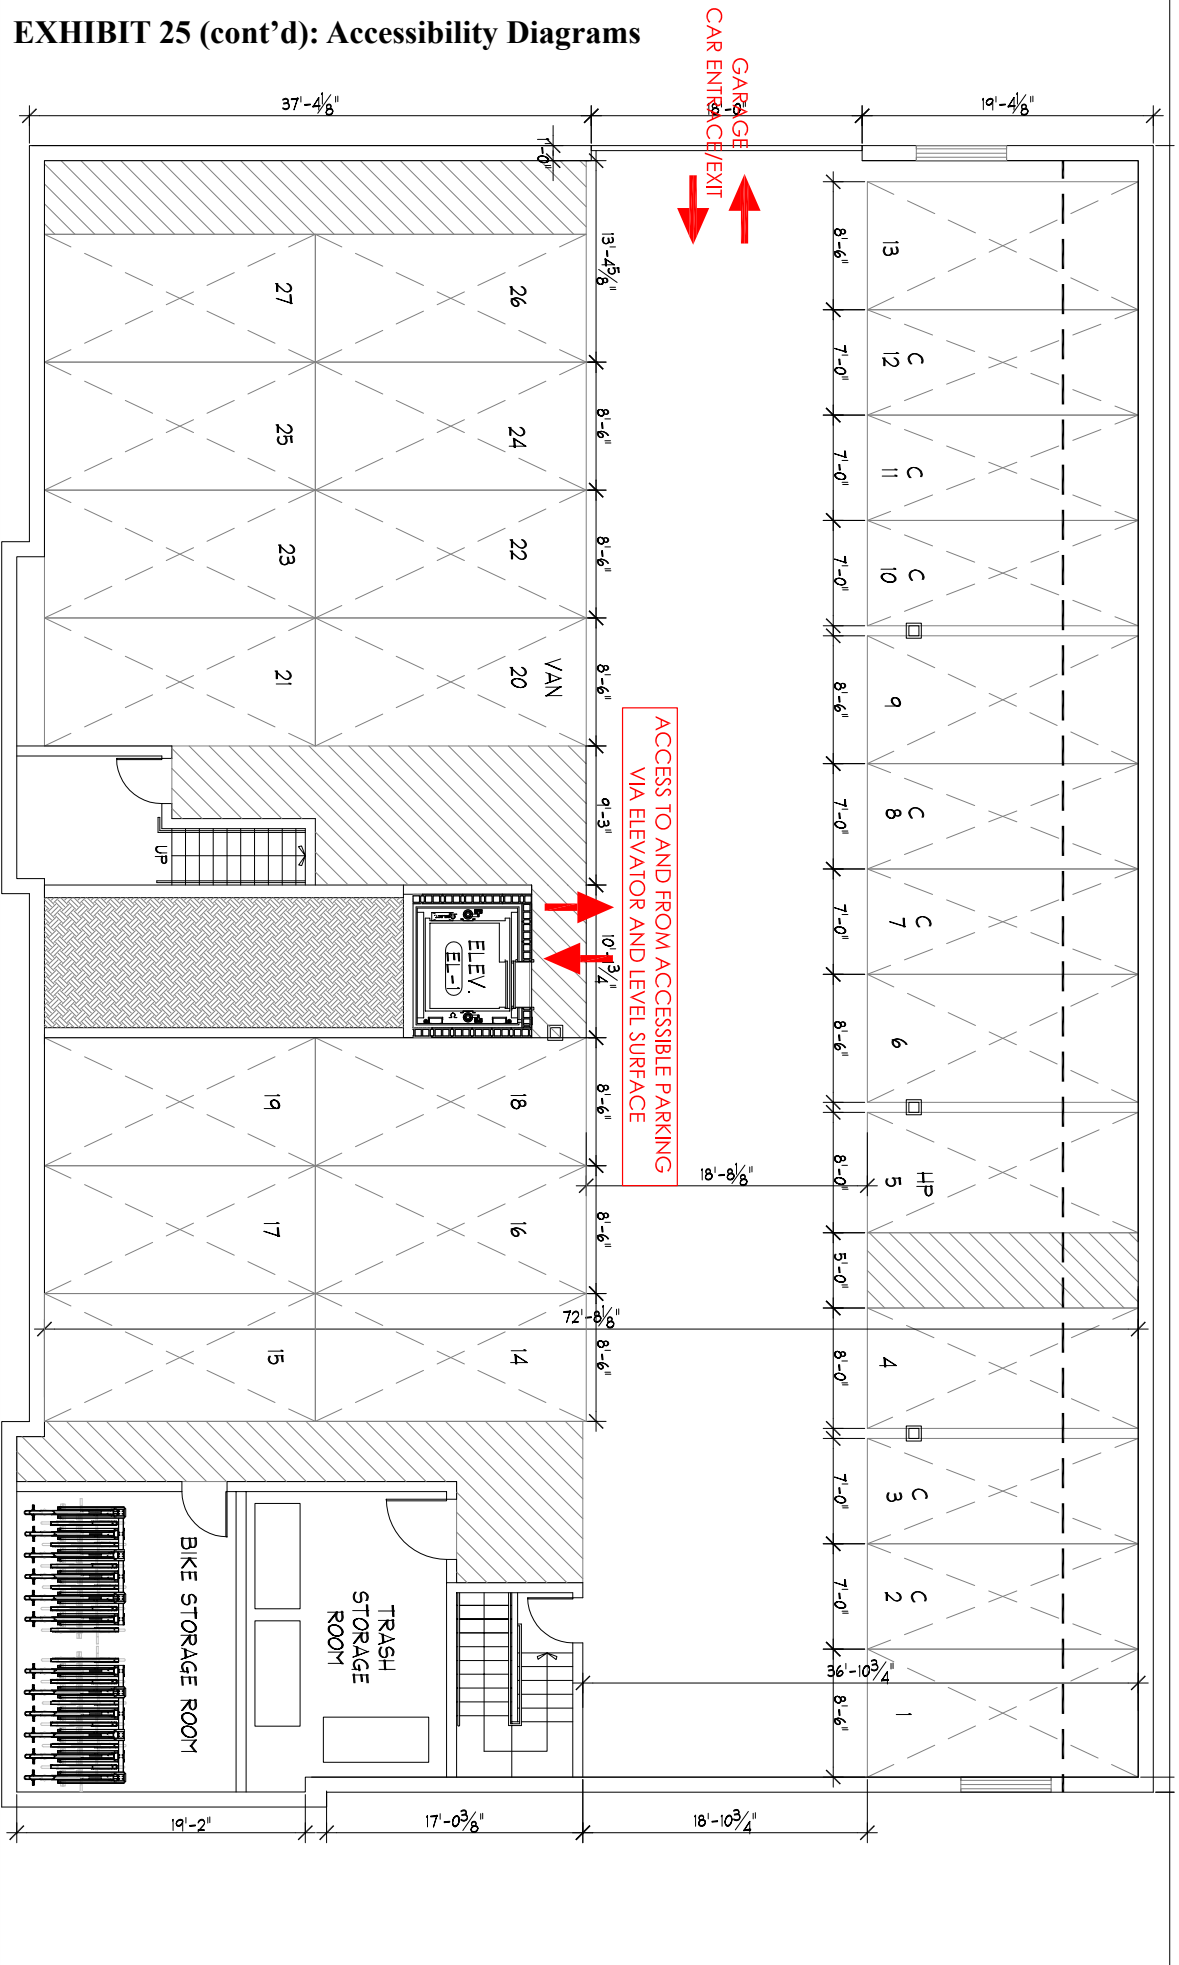 EXHIBIT 25 (cont’d): Accessibility Diagrams
GARAGE
CAR ENTRACE/EXIT
37'-4⅛"
18'-0"
19'-4⅛"
1'-0"
13'-4⅝"
8'-6"
13
27
26
7'-0"
C
12
8'-6"
25
24
7'-0"
C
11
8'-6"
23
22
7'-0"
C
10
8'-6"
21
20
VAN
8'-6"
9
ACCESS TO AND FROM ACCESSIBLE PARKING
VIA ELEVATOR AND LEVEL SURFACE
9'-3"
7'-0"
C
8
UP
7'-0"
C
7
ELEV.
EL-1
10'-1¾"
8'-6"
6
19
18
8'-6"
8'-0"
HP
5
18'-8⅛"
17
16
8'-6"
5'-0"
72'-8⅛"
15
14
8'-6"
8'-0"
4
7'-0"
C
3
7'-0"
C
2
BIKE STORAGE ROOM
TRASH
STORAGE
ROOM
36'-10¾"
8'-6"
1
19'-2"
17'-0⅜"
18'-10¾"